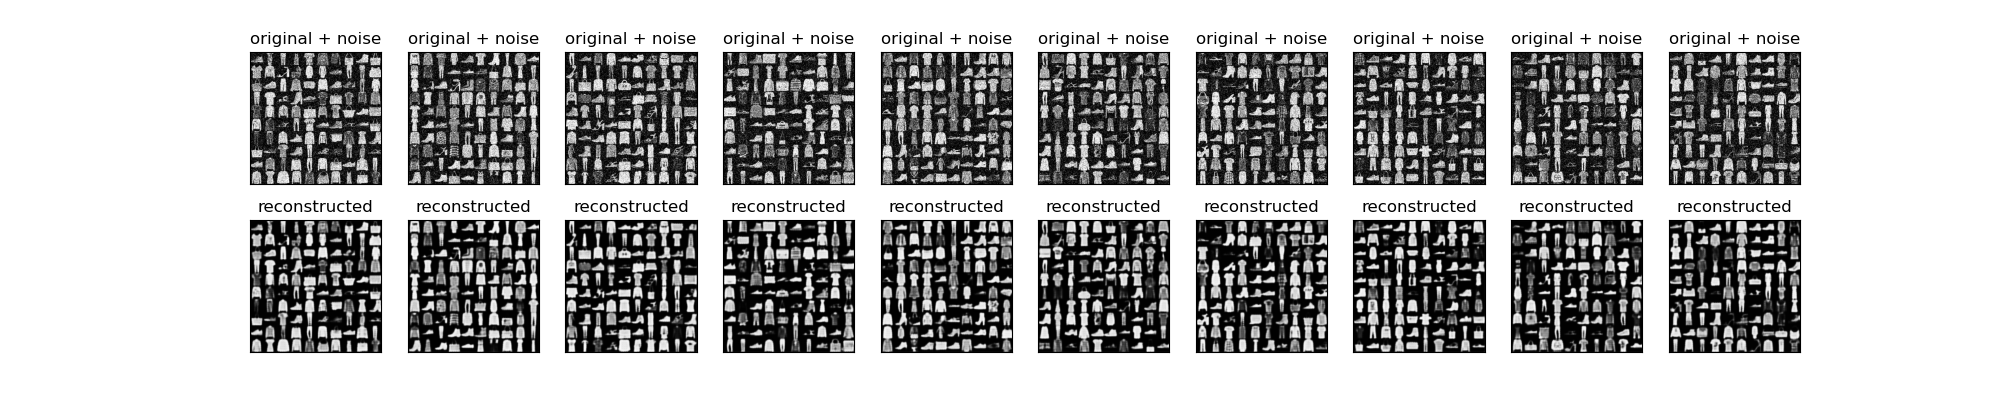 original + noise original + noise original + noise original + noise original + noise original + noise original + noise original + noise original + noise original + noise
reconstructed reconstructed reconstructed reconstructed reconstructed reconstructed reconstructed reconstructed reconstructed reconstructed